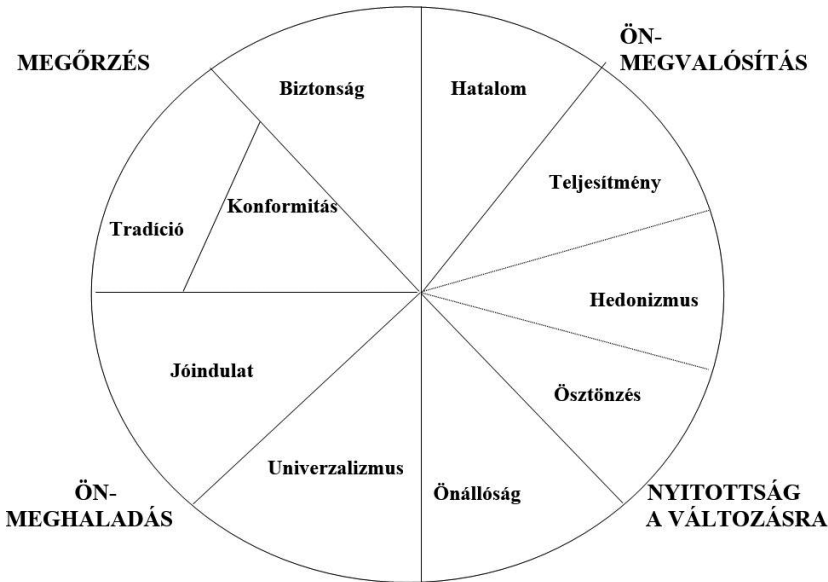 MEGŐRZÉS
ÖN-
MEGVALÓSÍTÁS
Biztonság
Hatalom
Teljesítmény
Konformitás
Tradíció
Hedonizmus
Jóindulat
Ösztönzés
Univerzalizmus
Önállóság
ÖN-
MEGHALADÁS
NYITOTTSÁG
A VÁLTOZÁSRA